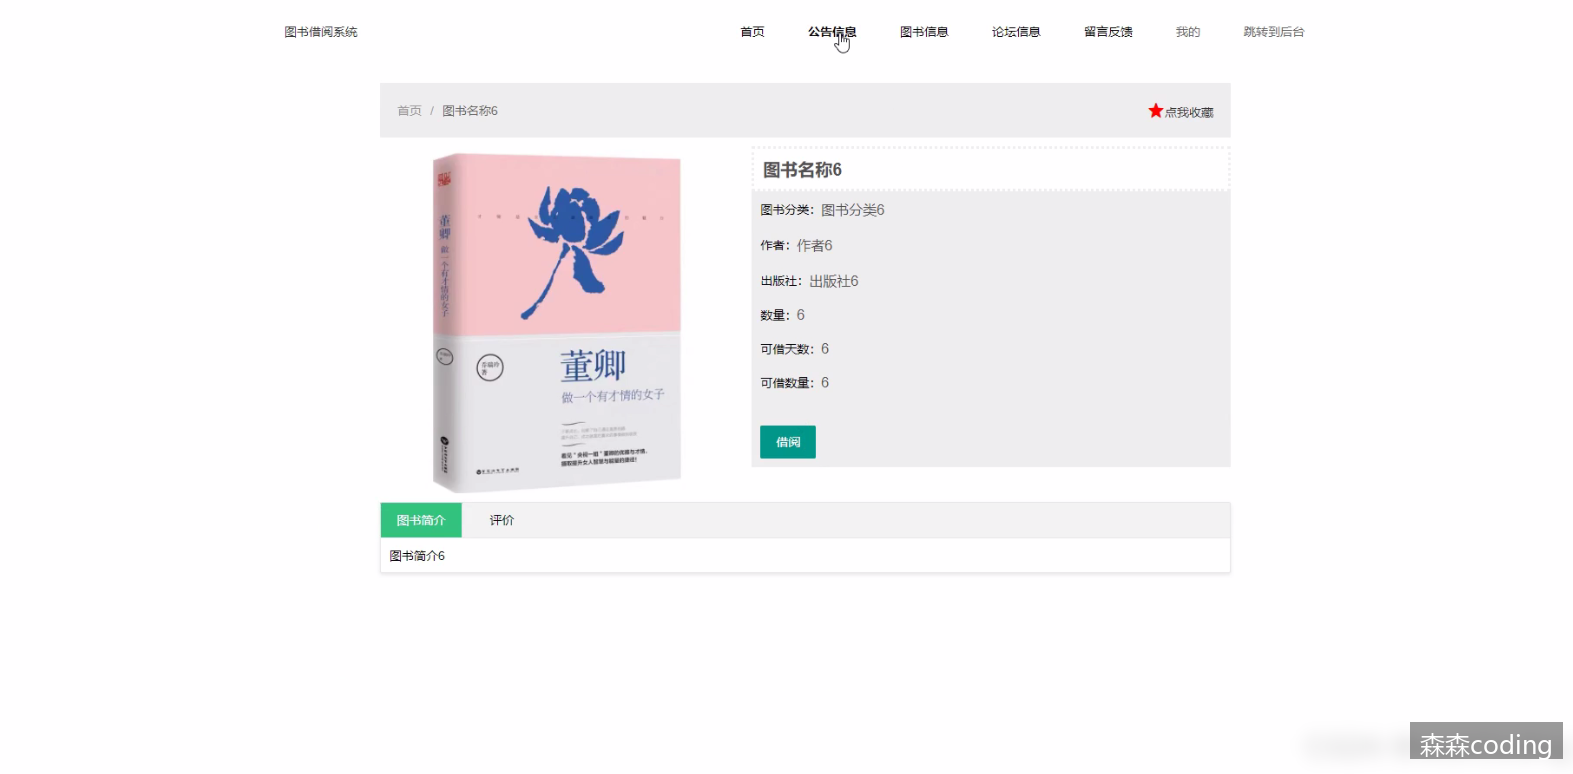 图书借阅系统
首页 公告信息 图书信息 论坛信息 留言反馈 我的 跳转到后台
首页 / 图书名称6
点我收藏
董卿
做一个有才情的女子
董卿
做一个有才情的女子
图书名称6
图书分类: 图书分类6
作者: 作者6
出版社: 出版社6
数量: 6
可借天数: 6
可借数量: 6
借阅
图书简介 评价
图书简介6
森森coding